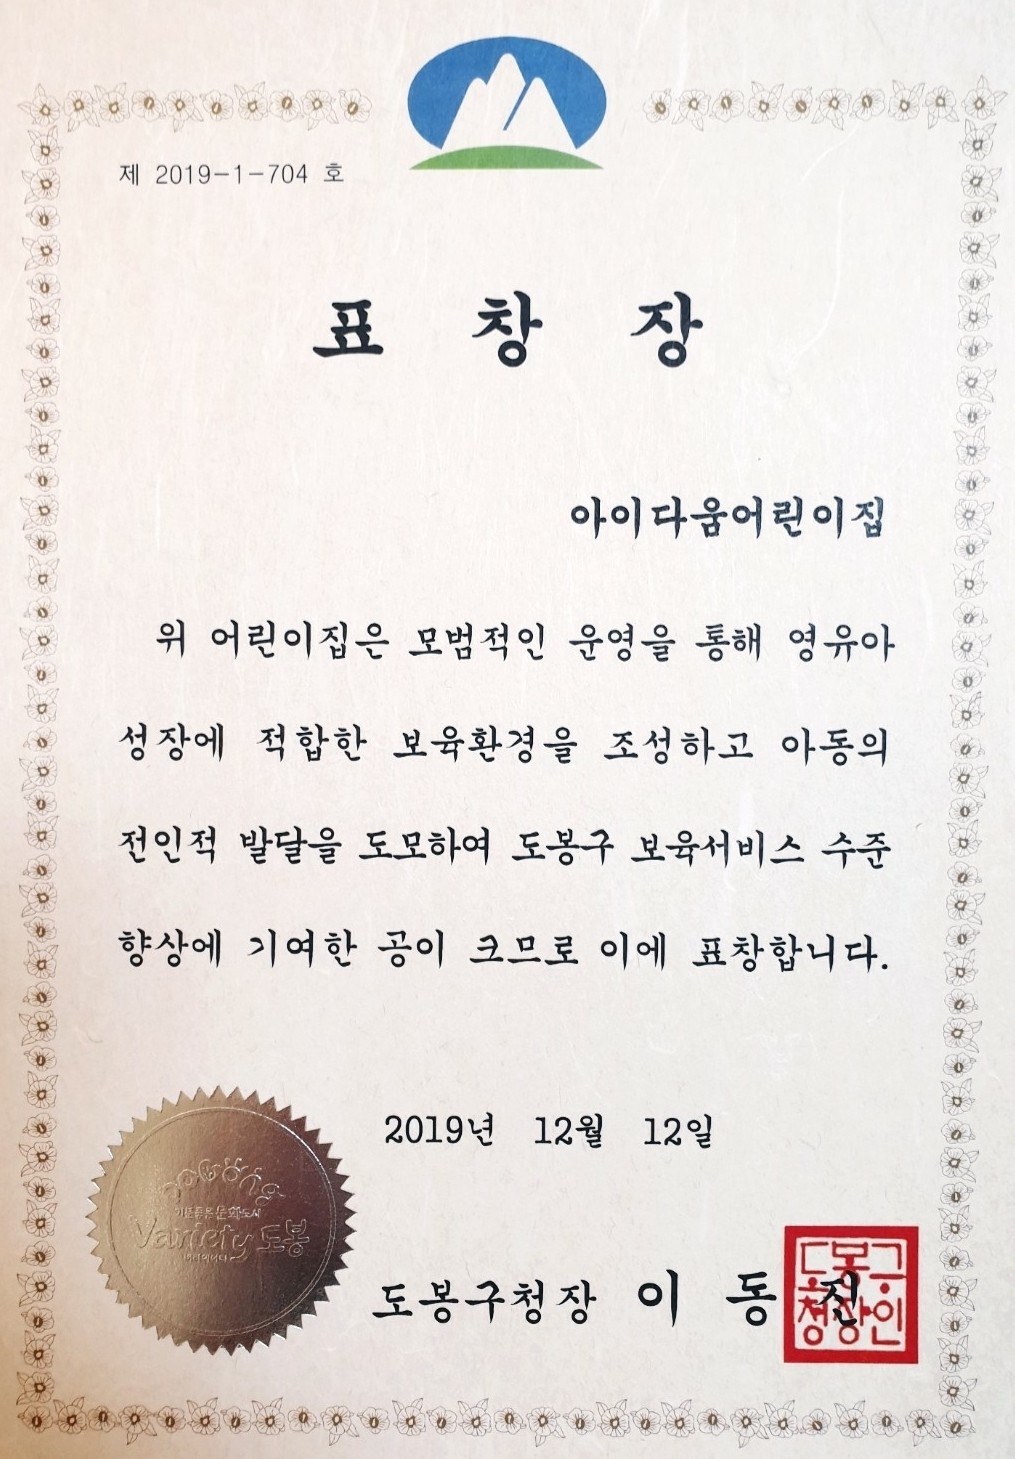 제 2019-1-704 호
표 창 장
아이다움어린이집
위 어린이집은 모범적인 운영을 통해 영유아
성장에 적합한 보육환경을 조성하고 아동의
전인적 발달을 도모하여 도봉구 보육서비스 수준
향상에 기여한 공이 크므로 이에 표창합니다.
2019년 12월 12일
Variety 도봉
도봉구청장 이 동 진
도봉구
청장인